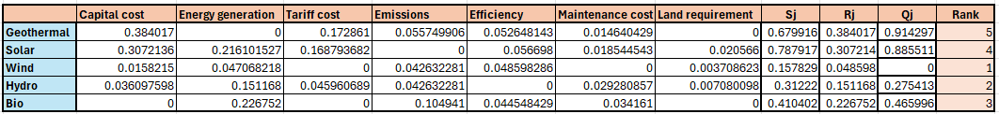 Capital cost Energy generation Tariff cost Emissions Efficiency Maintenance cost Land requirement Sj Rj Qj Rank
Geothermal 0.384017 0 0.172861 0.055749906 0.052648143 0.014640429 0 0.679916 0.384017 0.914297 5
Solar 0.3072136 0.216101527 0.168793682 0 0.056698 0.018544543 0.020566 0.787917 0.307214 0.885511 4
Wind 0.0158215 0.047068218 0 0.042632281 0.048598286 0 0.003708623 0.157829 0.048598 0 1
Hydro 0.036097598 0.151168 0.045960689 0.042632281 0 0.029280857 0.007080098 0.31222 0.151168 0.275413 2
Bio 0 0.226752 0 0.104941 0.044548429 0.034161 0 0.410402 0.226752 0.465996 3